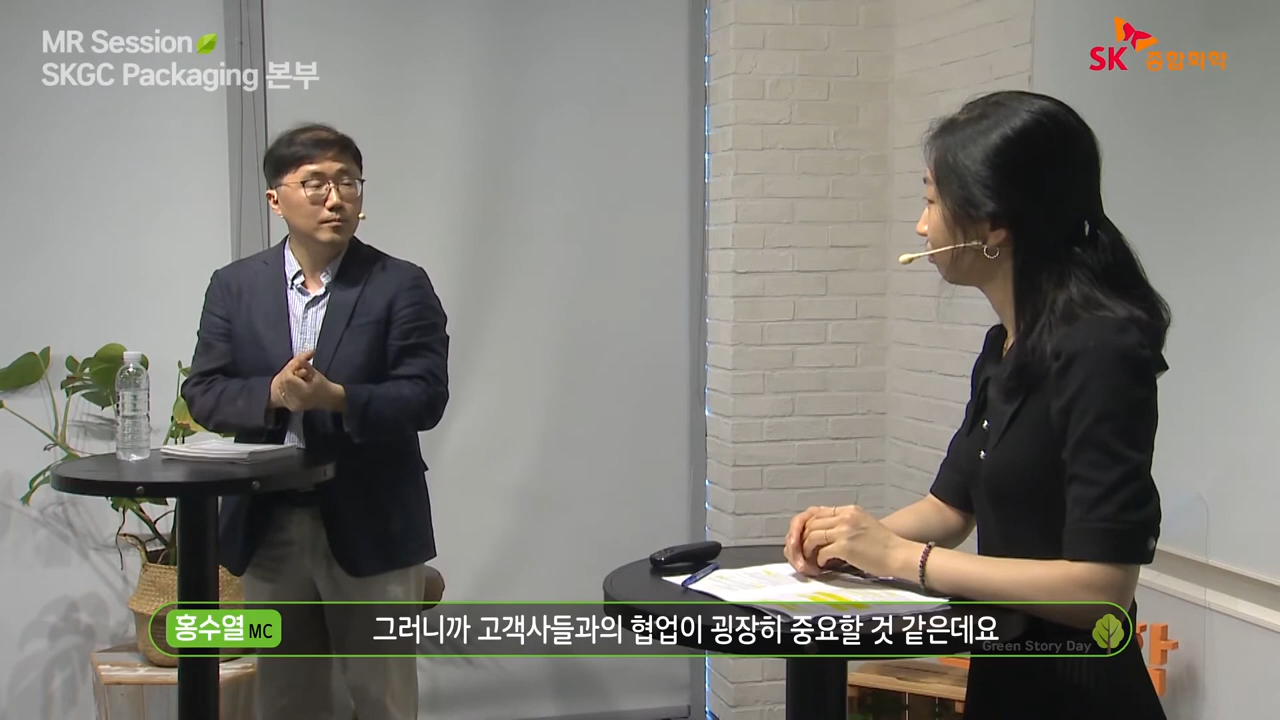 MR Session
SKGC Packaging 본부
SK 종합화학
홍수열 MC
그러니까 고객사들과의 협업이 굉장히 중요할 것 같은데요
Green Story Day